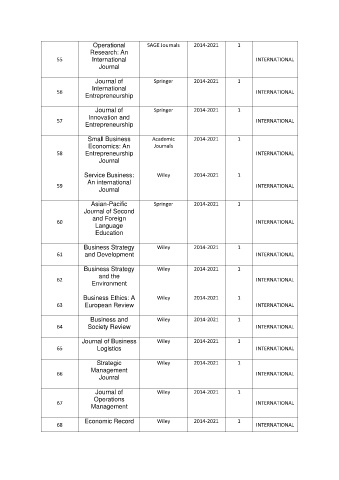 55 Operational SAGE Journals 2014-2021 1 INTERNATIONAL
Research: An
International
Journal
56 Journal of Springer 2014-2021 1 INTERNATIONAL
International
Entrepreneurship
57 Journal of Springer 2014-2021 1 INTERNATIONAL
Innovation and
Entrepreneurship
58 Small Business Academic 2014-2021 1 INTERNATIONAL
Economics: An Journals
Entrepreneurship
Journal
59 Service Business: Wiley 2014-2021 1 INTERNATIONAL
An international
Journal
60 Asian-Pacific Springer 2014-2021 1 INTERNATIONAL
Journal of Second
and Foreign
Language
Education
61 Business Strategy Wiley 2014-2021 1 INTERNATIONAL
and Development
62 Business Strategy Wiley 2014-2021 1 INTERNATIONAL
and the
Environment
63 Business Ethics: A Wiley 2014-2021 1 INTERNATIONAL
European Review
64 Business and Wiley 2014-2021 1 INTERNATIONAL
Society Review
65 Journal of Business Wiley 2014-2021 1 INTERNATIONAL
Logistics
66 Strategic Wiley 2014-2021 1 INTERNATIONAL
Management
Journal
67 Journal of Wiley 2014-2021 1 INTERNATIONAL
Operations
Management
68 Economic Record Wiley 2014-2021 1 INTERNATIONAL